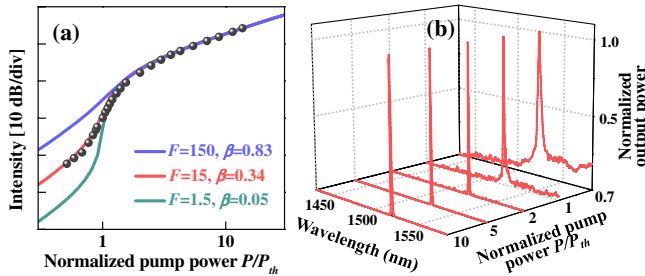 (a)
Intensity [10 dB/div]
F=150, β=0.83
F=15, β=0.34
F=1.5, β=0.05
1
10
Normalized pump power P/P_th
(b)
1.0
0.5
Normalized
output power
1450
1500
1550
Wavelength (nm)
10
5
2
1
0.7
Normalized pump
power P/P_th